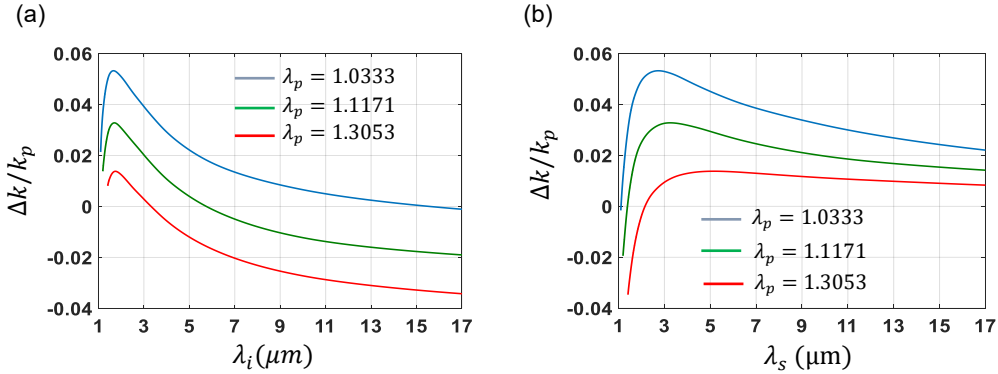 (a)
Δk/k_p
0.06
0.04
0.02
0
-0.02
-0.04
λ_p = 1.0333
λ_p = 1.1171
λ_p = 1.3053
1 3 5 7 9 11 13 15 17
λ_i(μm)
(b)
Δk/k_p
0.06
0.04
0.02
0
-0.02
-0.04
λ_p = 1.0333
λ_p = 1.1171
λ_p = 1.3053
1 3 5 7 9 11 13 15 17
λ_s (μm)